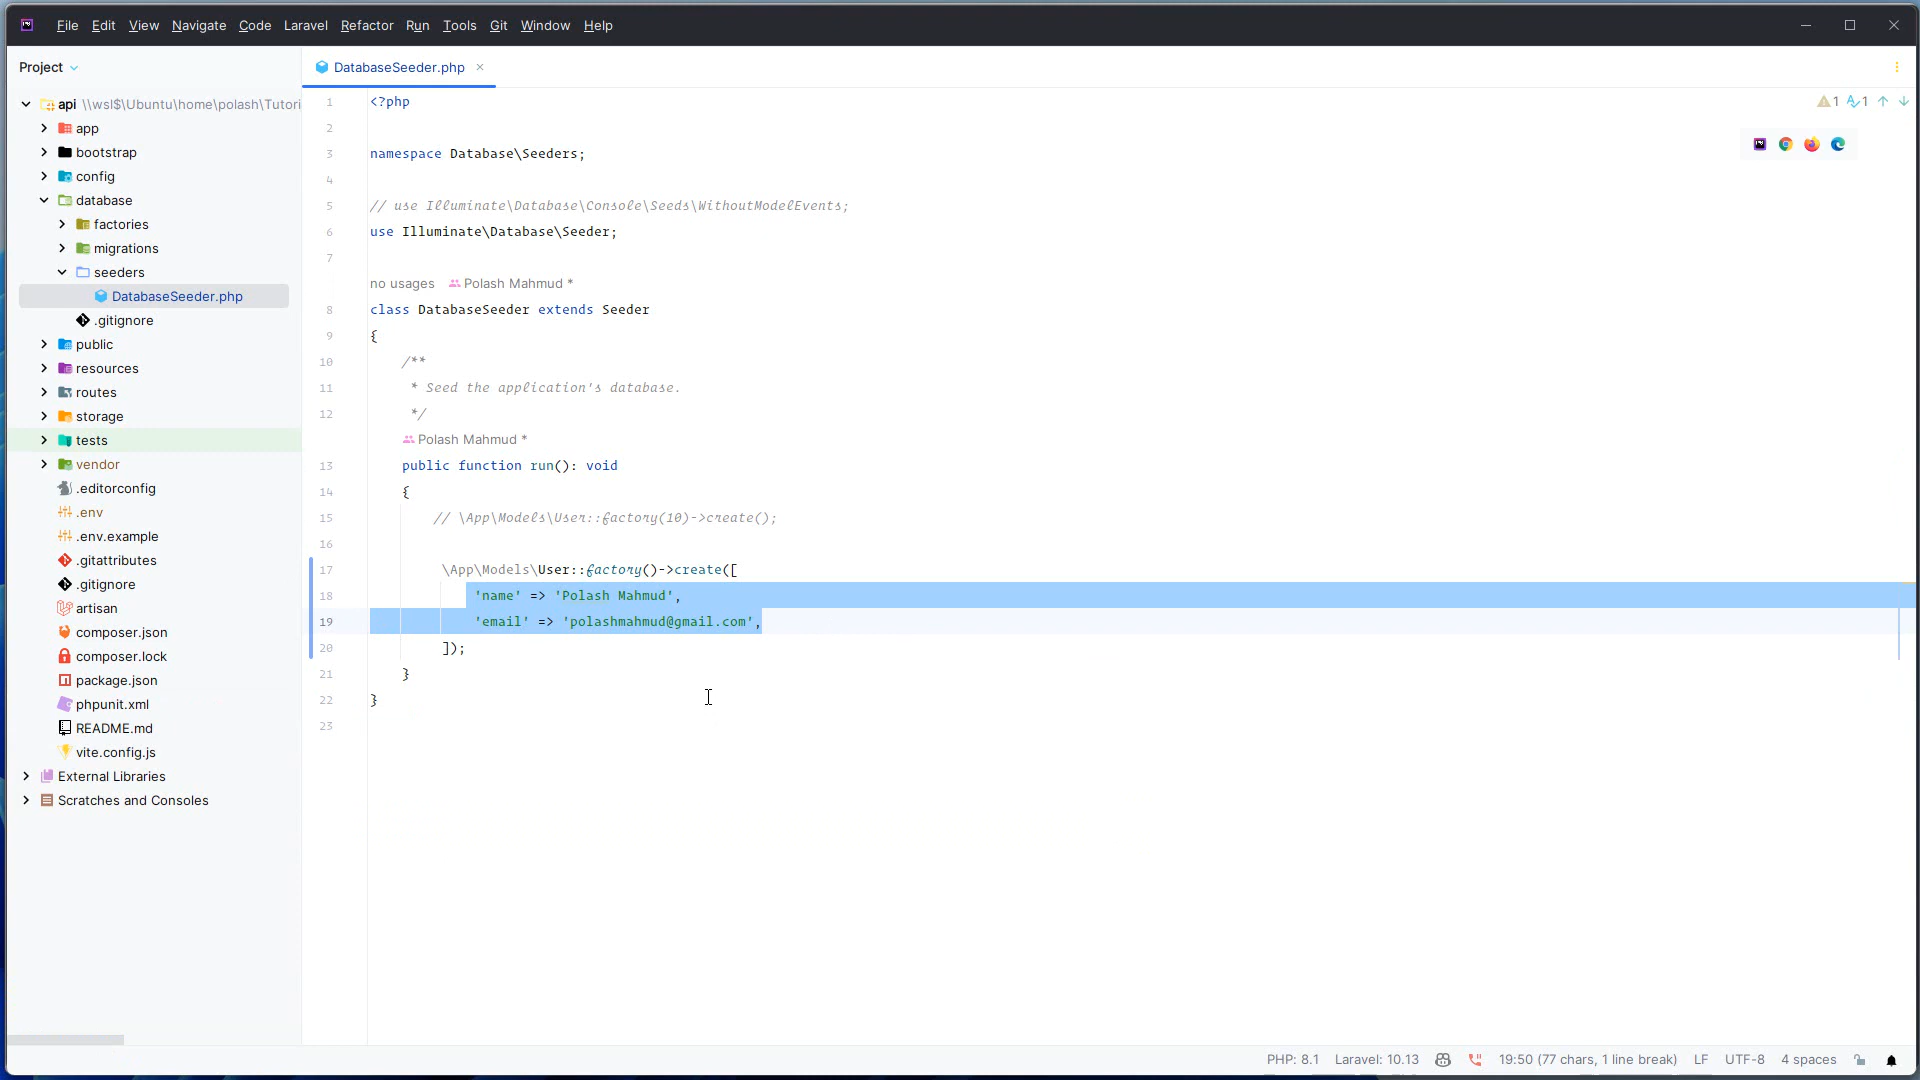 File Edit View Navigate Code Laravel Refactor Run Tools Git Window Help
Project
DatabaseSeeder.php
api \\wsl$\Ubuntu\home\polash\Tutori
app
bootstrap
config
database
factories
migrations
seeders
DatabaseSeeder.php
.gitignore
public
resources
routes
storage
tests
vendor
.editorconfig
.env
.env.example
.gitattributes
.gitignore
artisan
composer.json
composer.lock
package.json
phpunit.xml
README.md
vite.config.js
External Libraries
Scratches and Consoles
1 <?php
2
3 namespace Database\Seeders;
4
5 // use Illuminate\Database\Console\Seeds\WithoutModelEvents;
6 use Illuminate\Database\Seeder;
7
no usages Polash Mahmud *
8 class DatabaseSeeder extends Seeder
9 {
10 /**
11 * Seed the application's database.
12 */
Polash Mahmud *
13 public function run(): void
14 {
15 // \App\Models\User::factory(10)->create();
16
17 \App\Models\User::factory()->create([
18 'name' => 'Polash Mahmud',
19 'email' => 'polashmahmud@gmail.com',
20 ]);
21 }
22 }
23
1 1
PHP: 8.1 Laravel: 10.13 19:50 (77 chars, 1 line break) LF UTF-8 4 spaces